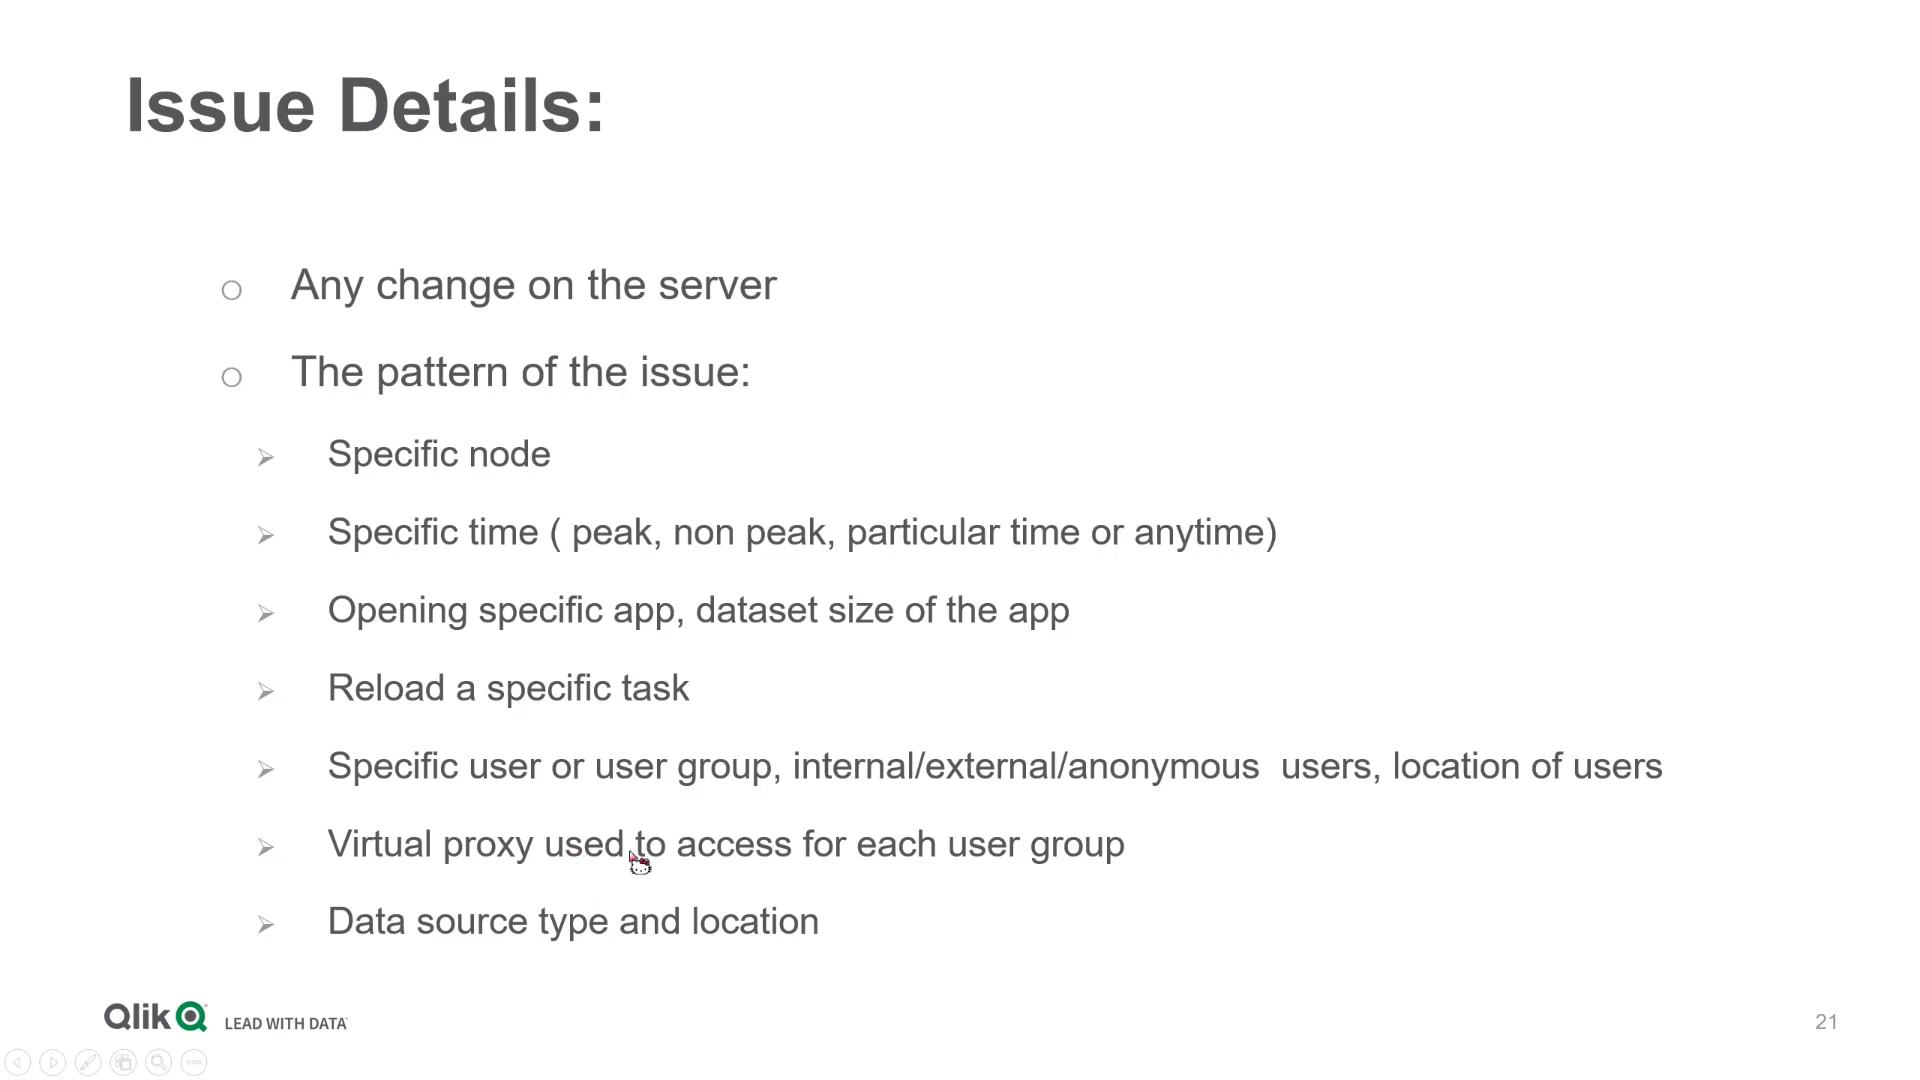 Issue Details:
Any change on the server
The pattern of the issue:
Specific node
Specific time ( peak, non peak, particular time or anytime)
Opening specific app, dataset size of the app
Reload a specific task
Specific user or user group, internal/external/anonymous  users, location of users
Virtual proxy used to access for each user group
Data source type and location
Qlik LEAD WITH DATA
21